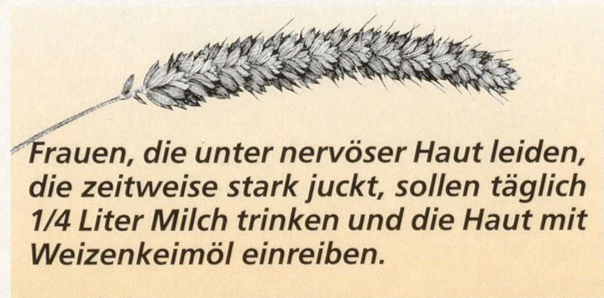 Frauen, die unter nervöser Haut leiden,
die zeitweise stark juckt, sollen täglich
1/4 Liter Milch trinken und die Haut mit
Weizenkeimöl einreiben.